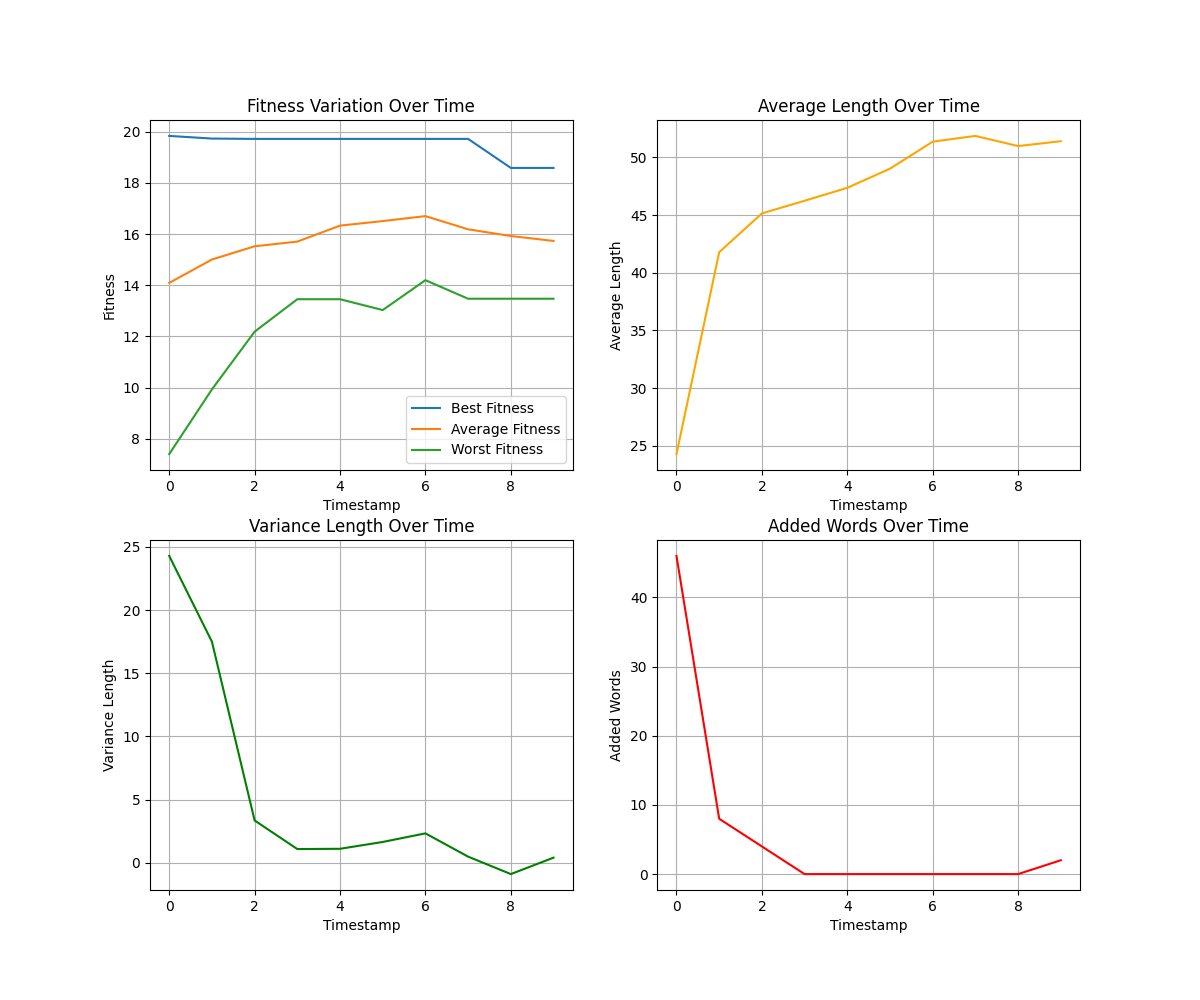 Fitness Variation Over Time
20
18
16
14
12
10
8
Fitness
Best Fitness
Average Fitness
Worst Fitness
0 2 4 6 8
Timestamp
Average Length Over Time
50
45
40
35
30
25
Average Length
0 2 4 6 8
Timestamp
Variance Length Over Time
25
20
15
10
5
0
Variance Length
0 2 4 6 8
Timestamp
Added Words Over Time
40
30
20
10
0
Added Words
0 2 4 6 8
Timestamp